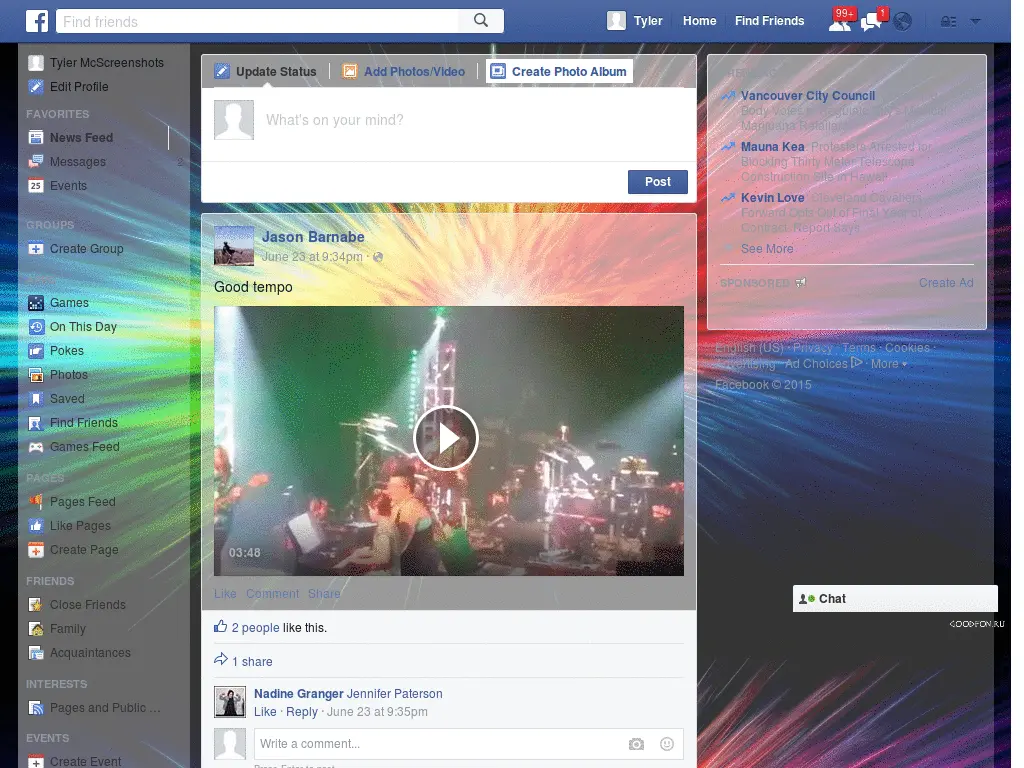 Find friends
Tyler
Home
Find Friends
99+
1
Tyler McScreenshots
Edit Profile
FAVORITES
News Feed
Messages
2
25 Events
GROUPS
Create Group
Games
On This Day
Pokes
Photos
Saved
Find Friends
Games Feed
PAGES
Pages Feed
Like Pages
Create Page
FRIENDS
Close Friends
Family
Acquaintances
INTERESTS
Pages and Public ...
EVENTS
Create Event
Update Status
Add Photos/Video
Create Photo Album
What's on your mind?
Post
Jason Barnabe
June 23 at 9:34pm ·
Good tempo
03:48
Like Comment Share
2 people like this.
1 share
Nadine Granger Jennifer Paterson
Like · Reply · June 23 at 9:35pm
Write a comment...
Press Enter to post.
Vancouver City Council
Marijuana Retailers
Mauna Kea: Protesters Arrested for
Blocking Thirty Meter Telescope
Construction Site in Hawaii
Kevin Love: Cleveland Cavaliers
Forward Opts Out of Final Year of
Contract, Report Says
See More
SPONSORED
Create Ad
English (US) · Privacy · Terms · Cookies ·
Advertising · Ad Choices · More
Facebook © 2015
Chat
GOODFON.RU